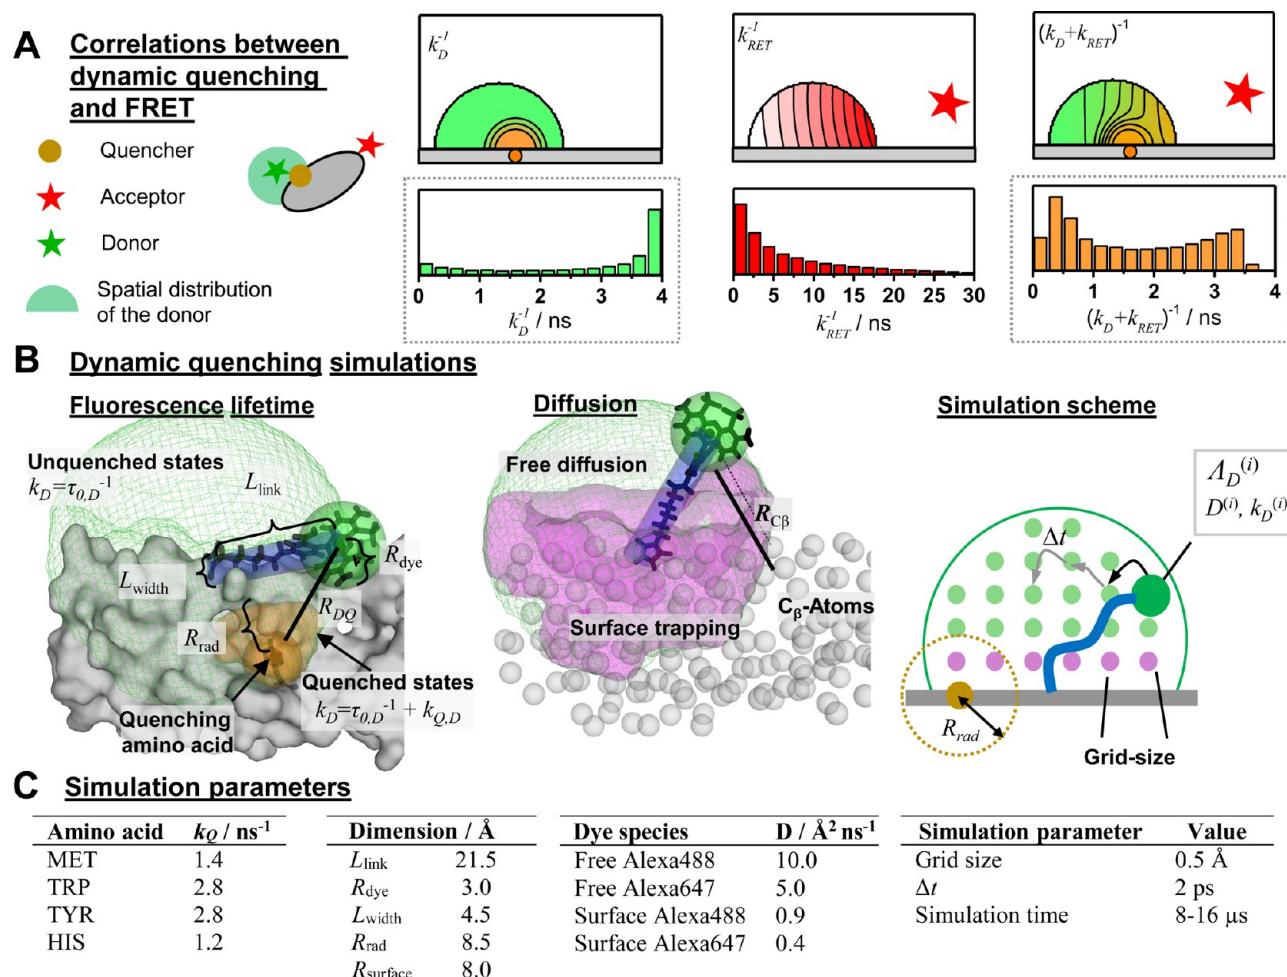 A Correlations between
dynamic quenching
and FRET
Quencher
Acceptor
Donor
Spatial distribution
of the donor
k_D^-1
k_RET^-1
(k_D+k_RET)^-1
0 1 2 3 4
k_D^-1 / ns
0 5 10 15 20 25 30
k_RET^-1 / ns
0 1 2 3 4
(k_D+k_RET)^-1 / ns
B Dynamic quenching simulations
Fluorescence lifetime
Unquenched states
k_D=τ_0,D^-1
L_link
L_width
R_dye
R_DQ
R_rad
Quenching
amino acid
Quenched states
k_D=τ_0,D^-1 + k_Q,D
Diffusion
Free diffusion
R_Cβ
Surface trapping
Cβ-Atoms
Simulation scheme
Λ_D^(i)
D^(i), k_D^(i)
Δt
R_rad
Grid-size
C Simulation parameters
Amino acid k_Q / ns^-1
MET 1.4
TRP 2.8
TYR 2.8
HIS 1.2
Dimension / Å
L_link 21.5
R_dye 3.0
L_width 4.5
R_rad 8.5
R_surface 8.0
Dye species D / Å² ns^-1
Free Alexa488 10.0
Free Alexa647 5.0
Surface Alexa488 0.9
Surface Alexa647 0.4
Simulation parameter Value
Grid size 0.5 Å
Δt 2 ps
Simulation time 8-16 μs